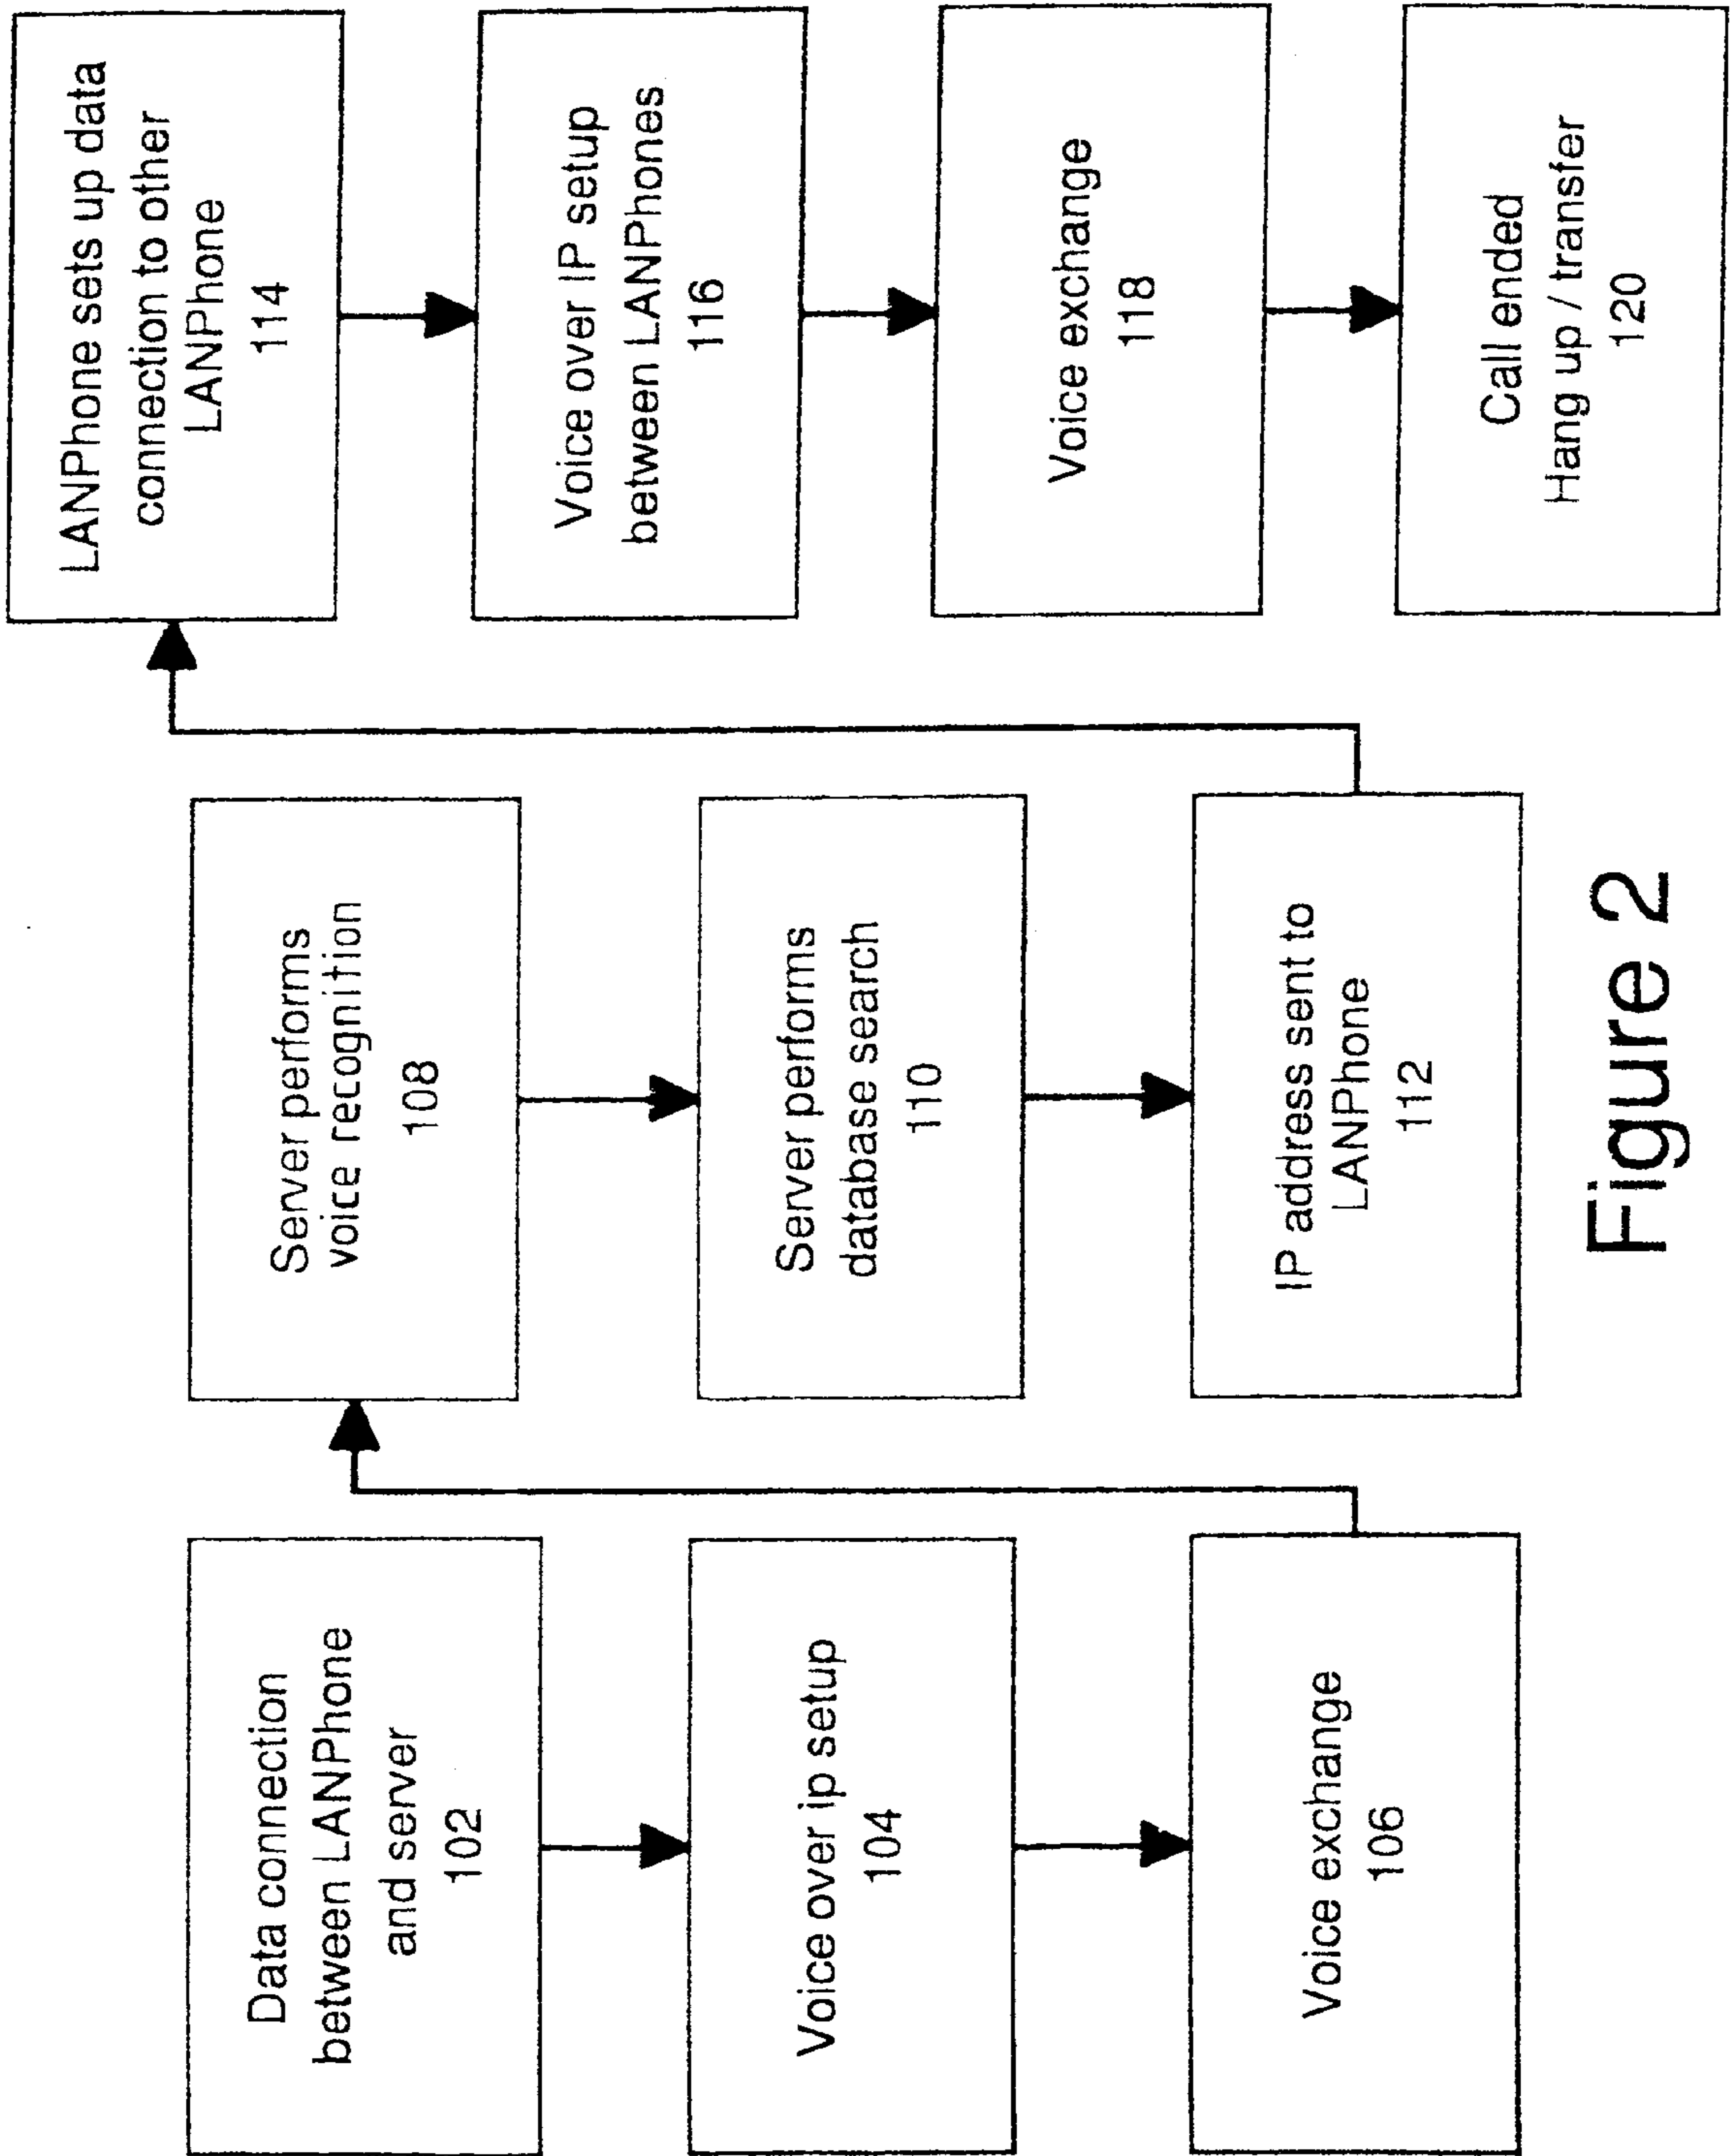 Data connection
between LANPhone
and server
102
Voice over ip setup
104
Voice exchange
106
Server performs
voice recognition
108
Server performs
database search
110
IP address sent to
LANPhone
112
LANPhone sets up data
connection to other
LANPhone
114
Voice over IP setup
between LANPhones
116
Voice exchange
118
Call ended
Hang up / transfer
120
Figure 2